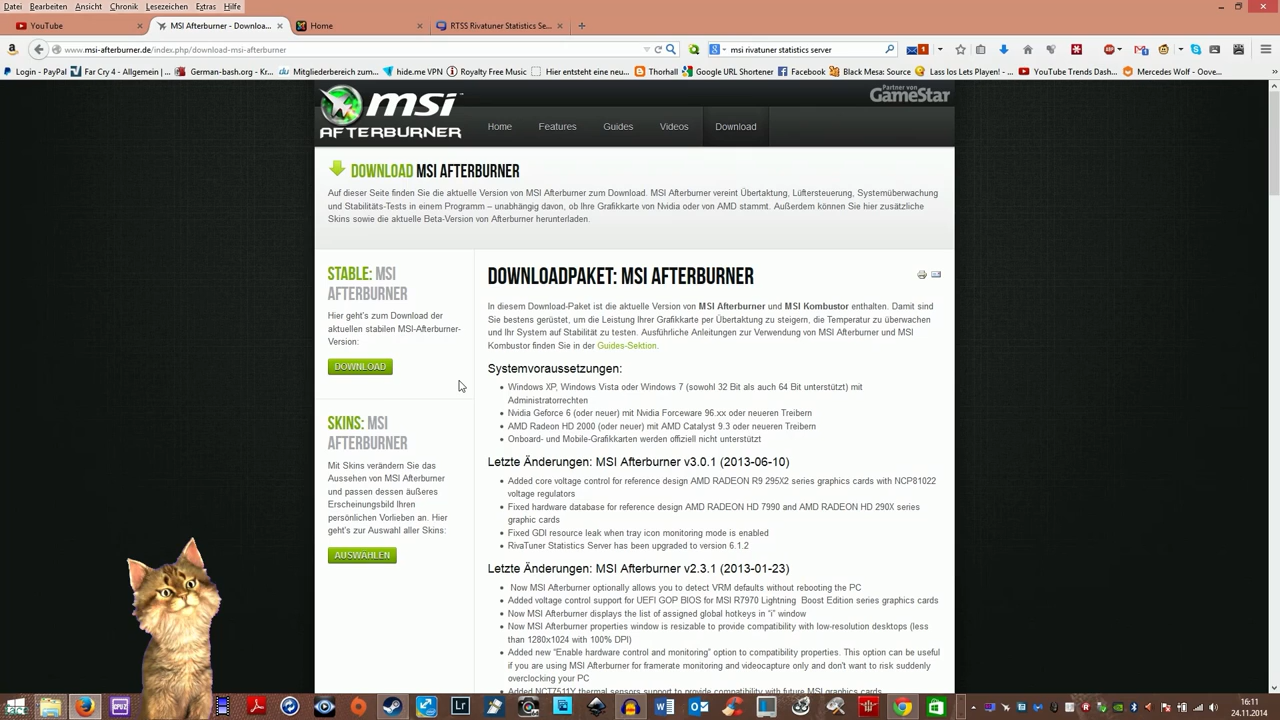 Datei Bearbeiten Ansicht Chronik Lesezeichen Extras Hilfe
YouTube
MSI Afterburner - Downloa...
Home
RTSS Rivatuner Statistics Se...
www.msi-afterburner.de/index.php/download-msi-afterburner
msi rivatuner statistics server
Login - PayPal
Far Cry 4 - Allgemein | ...
German-bash.org - Kr...
Mitgliederbereich di...
hide.me VPN
Royalty Free Music
Hier entsteht eine neu...
Thorhall
Google URL Shortener
Facebook
Black Mesa: Source
Lass los Lets Playen! - ...
YouTube Trends Dash...
Mercedes Wolf - Oove...
msi
AFTERBURNER
Partner von
GameStar
Home Features Guides Videos Download
DOWNLOAD MSI AFTERBURNER
Auf dieser Seite finden Sie die aktuelle Version von MSI Afterburner zum Download. MSI Afterburner vereint Übertaktung, Lüftersteuerung, Systemüberwachung
und Stabilitäts-Tests in einem Programm – unabhängig davon, ob Ihre Grafikkarte von Nvidia oder von AMD stammt. Außerdem können Sie hier zusätzliche
Skins sowie die aktuelle Beta-Version von Afterburner herunterladen.
STABLE: MSI
AFTERBURNER
Hier geht's zum Download der
aktuellen stabilen MSI-Afterburner-
Version:
DOWNLOAD
SKINS: MSI
AFTERBURNER
Mit Skins verändern Sie das
Aussehen von MSI Afterburner
und passen dessen äußeres
Erscheinungsbild Ihren
persönlichen Vorlieben an. Hier
geht's zur Auswahl aller Skins:
AUSWÄHLEN
DOWNLOADPAKET: MSI AFTERBURNER
In diesem Download-Paket ist die aktuelle Version von MSI Afterburner und MSI Kombustor enthalten. Damit sind
Sie bestens gerüstet, um die Leistung Ihrer Grafikkarte per Übertaktung zu steigern, die Temperatur zu überwachen
und Ihr System auf Stabilität zu testen. Ausführliche Anleitungen zur Verwendung von MSI Afterburner und MSI
Kombustor finden Sie in der Guides-Sektion.
Systemvoraussetzungen:
Windows XP, Windows Vista oder Windows 7 (sowohl 32 Bit als auch 64 Bit unterstützt) mit
Administratorrechten
Nvidia Geforce 6 (oder neuer) mit Nvidia Forceware 96.xx oder neueren Treibern
AMD Radeon HD 2000 (oder neuer) mit AMD Catalyst 9.3 oder neueren Treibern
Onboard- und Mobile-Grafikkarten werden offiziell nicht unterstützt
Letzte Änderungen: MSI Afterburner v3.0.1 (2013-06-10)
Added core voltage control for reference design AMD RADEON R9 295X2 series graphics cards with NCP81022
voltage regulators
Fixed hardware database for reference design AMD RADEON HD 7990 and AMD RADEON HD 290X series
graphic cards
Fixed GDI resource leak when tray icon monitoring mode is enabled
RivaTuner Statistics Server has been upgraded to version 6.1.2
Letzte Änderungen: MSI Afterburner v2.3.1 (2013-01-23)
Now MSI Afterburner optionally allows you to detect VRM defaults without rebooting the PC
Added voltage control support for UEFI GOP BIOS for MSI R7970 Lightning Boost Edition series graphics cards
Now MSI Afterburner displays the list of assigned global hotkeys in "i" window
Now MSI Afterburner properties window is resizable to provide compatibility with low-resolution desktops (less
than 1280x1024 with 100% DPI)
Added new "Enable hardware control and monitoring" option to compatibility properties. This option can be useful
if you are using MSI Afterburner for framerate monitoring and videocapture only and don't want to risk suddenly
overclocking your PC
Added NCT7511Y thermal sensors support to provide compatibility with future MSI graphics cards
16:11
24.11.2014